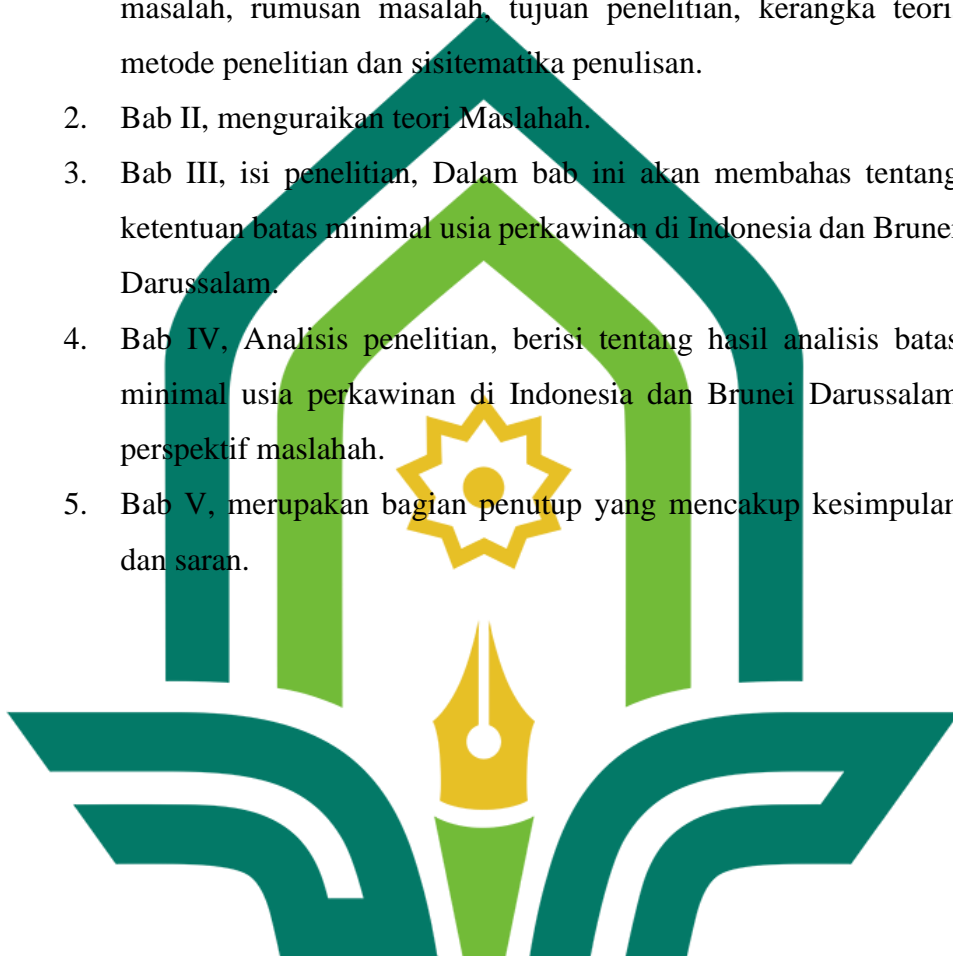 masalah, rumusan masalah, tujuan penelitian, kerangka teori
metode penelitian dan sisitematika penulisan.
2. Bab II, menguraikan teori Maslahah.
3. Bab III, isi penelitian, Dalam bab ini akan membahas tentang
ketentuan batas minimal usia perkawinan di Indonesia dan Brunei
Darussalam.
4. Bab IV, Analisis penelitian, berisi tentang hasil analisis batas
minimal usia perkawinan di Indonesia dan Brunei Darussalam
perspektif maslahah.
5. Bab V, merupakan bagian penutup yang mencakup kesimpulan
dan saran.